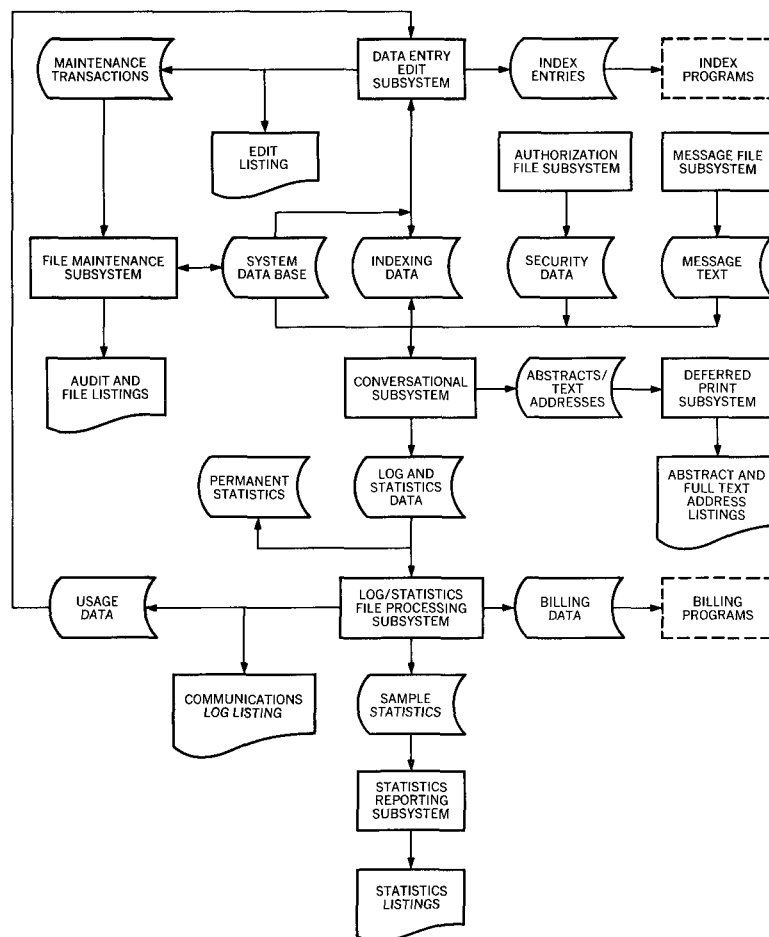 MAINTENANCE
TRANSACTIONS
DATA ENTRY
EDIT
SUBSYSTEM
INDEX
ENTRIES
INDEX
PROGRAMS
EDIT
LISTING
AUTHORIZATION
FILE SUBSYSTEM
MESSAGE FILE
SUBSYSTEM
FILE MAINTENANCE
SUBSYSTEM
SYSTEM
DATA BASE
INDEXING
DATA
SECURITY
DATA
MESSAGE
TEXT
AUDIT AND
FILE LISTINGS
CONVERSATIONAL
SUBSYSTEM
ABSTRACTS/
TEXT
ADDRESSES
DEFERRED
PRINT
SUBSYSTEM
PERMANENT
STATISTICS
LOG AND
STATISTICS
DATA
ABSTRACT AND
FULL TEXT
ADDRESS
LISTINGS
USAGE
DATA
LOG/STATISTICS
FILE PROCESSING
SUBSYSTEM
BILLING
DATA
BILLING
PROGRAMS
COMMUNICATIONS
LOG LISTING
SAMPLE
STATISTICS
STATISTICS
REPORTING
SUBSYSTEM
STATISTICS
LISTINGS